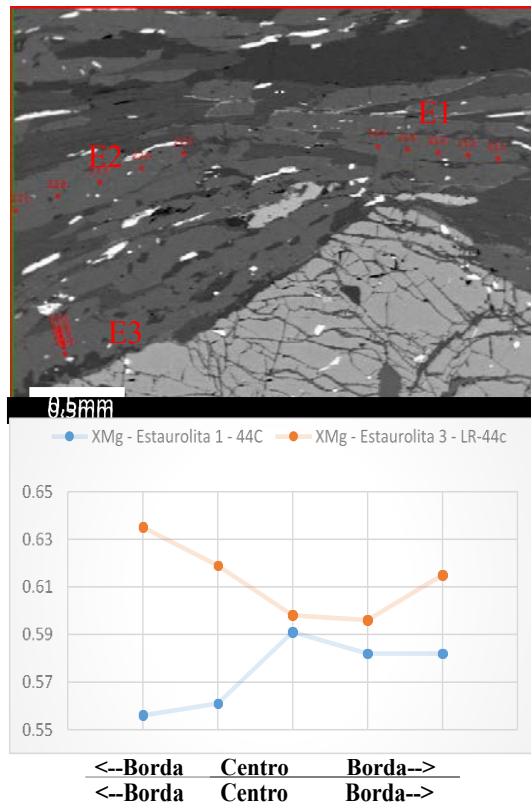 E1
E2
E3
0.5mm
XMg - Estaurolita 1 - 44C XMg - Estaurolita 3 - LR-44c
0.65
0.63
0.61
0.59
0.57
0.55
<--Borda Centro Borda-->
<--Borda Centro Borda-->